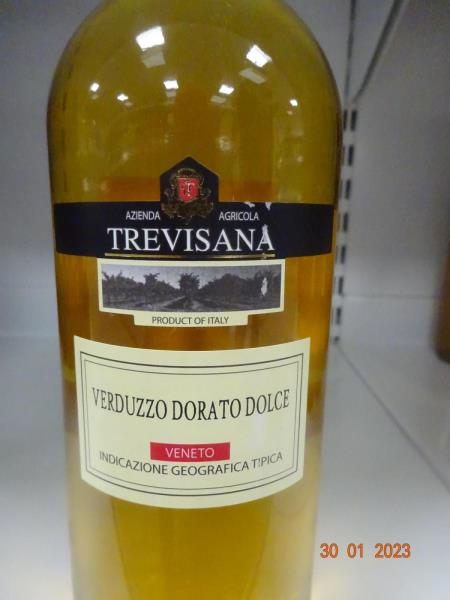 AZIENDA AGRICOLA
TREVISANA
PRODUCT OF ITALY
VERDUZZO DORATO DOLCE
VENETO
INDICAZIONE GEOGRAFICA TIPICA
30 01 2023